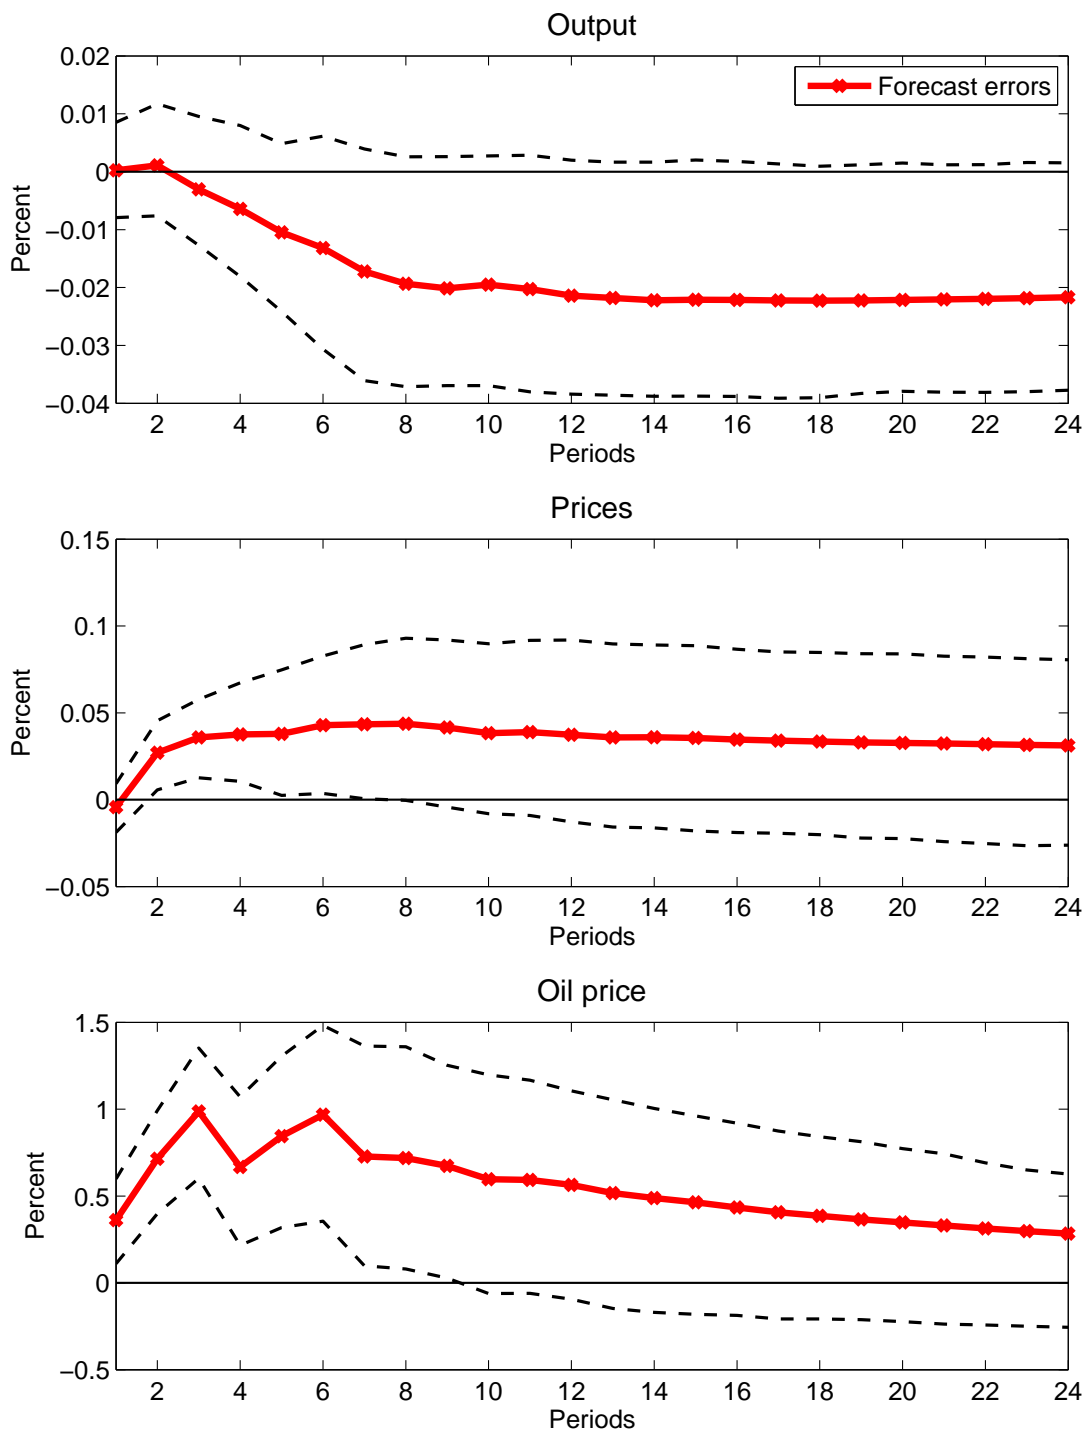 Output
0.02
0.01
0
−0.01
−0.02
−0.03
−0.04
Percent
Forecast errors
2 4 6 8 10 12 14 16 18 20 22 24
Periods
Prices
0.15
0.1
0.05
0
−0.05
Percent
2 4 6 8 10 12 14 16 18 20 22 24
Periods
Oil price
1.5
1
0.5
0
−0.5
Percent
2 4 6 8 10 12 14 16 18 20 22 24
Periods